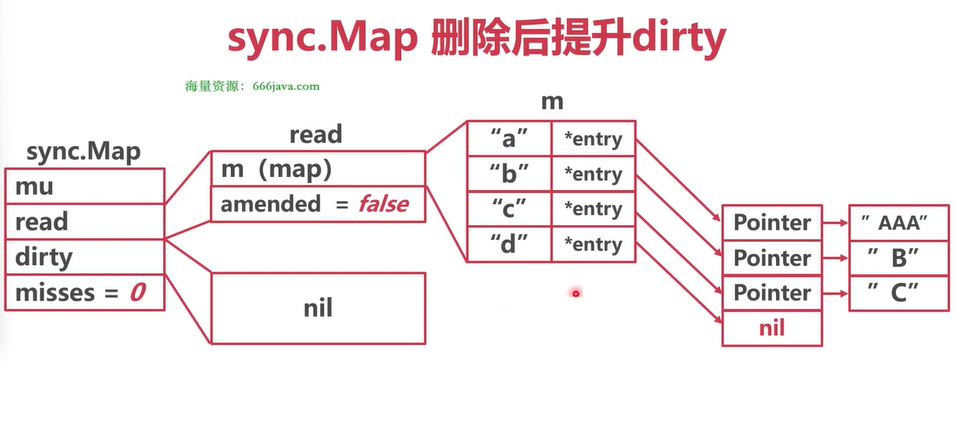 sync.Map 删除后提升dirty
海量资源：666java.com
m
read
sync.Map
mu
read
dirty
misses = 0
m（map)
amended = false
nil
“a” *entry
“b” *entry
“c” *entry
“d” *entry
Pointer ” AAA”
Pointer ” B”
Pointer ” C”
nil